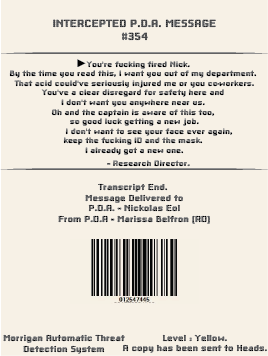 INTERCEPTED P.D.A. MESSAGE
#354
▶You're fucking fired Nick.
By the time you read this, i want you out of my department.
That acid could've seriously injured me or you co-workers.
You've a clear disregard for safety here and
i don't want you anywhere near us.
Oh and the captain is aware of this too,
so good luck getting a new job.
i don't want to see your face ever again,
keep the fucking iD and the mask.
i already got a new one.
- Research Director.
Transcript End.
Message Delivered to
P.D.A. - Nickolas Eol
From P.D.A - Marissa Belfron (RD)
012547445
Morrigan Automatic Threat
Detection System
Level : Yellow.
A copy has been sent to Heads.